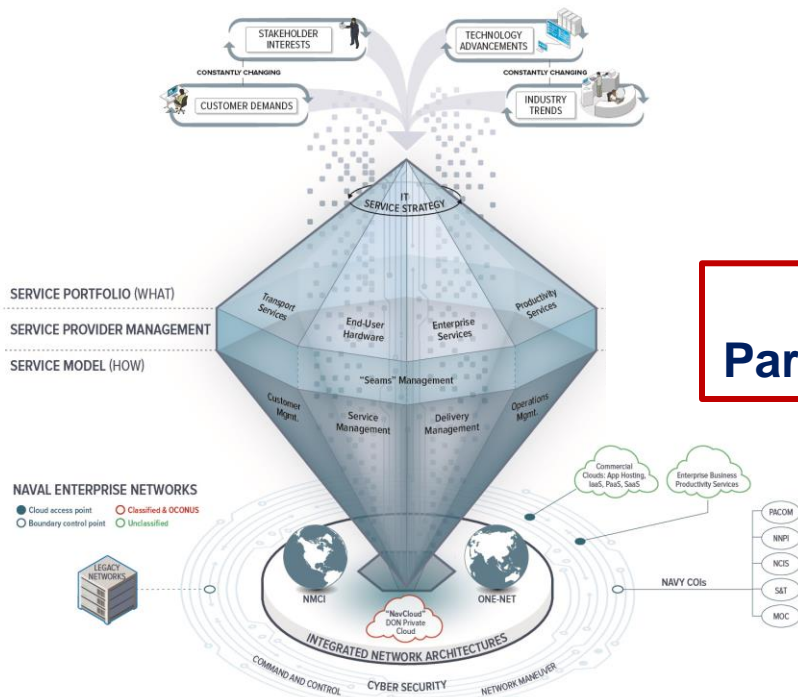 STAKEHOLDER
INTERESTS
TECHNOLOGY
ADVANCEMENTS
CONSTANTLY CHANGING
CONSTANTLY CHANGING
CUSTOMER DEMANDS
INDUSTRY
TRENDS
IT
SERVICE STRATEGY
SERVICE PORTFOLIO (WHAT)
Transport
Services
End-User
Hardware
Enterprise
Services
Productivity
Services
SERVICE PROVIDER MANAGEMENT
SERVICE MODEL (HOW)
"Seams" Management
Par
Customer
Mgmt.
Service
Management
Delivery
Management
Operations
Mgmt.
NAVAL ENTERPRISE NETWORKS
Cloud access point
Classified & OCONUS
Boundary control point
Unclassified
Commercial
Clouds: App Hosting,
IaaS, PaaS, SaaS
Enterprise Business
Productivity Services
LEGACY
NETWORKS
NMCI
ONE-NET
"NavCloud"
DON Private
Cloud
NAVY COIs
PACOM
NNPI
NCIS
S&T
MOC
INTEGRATED NETWORK ARCHITECTURES
COMMAND AND CONTROL
CYBER SECURITY
NETWORK MANEUVER